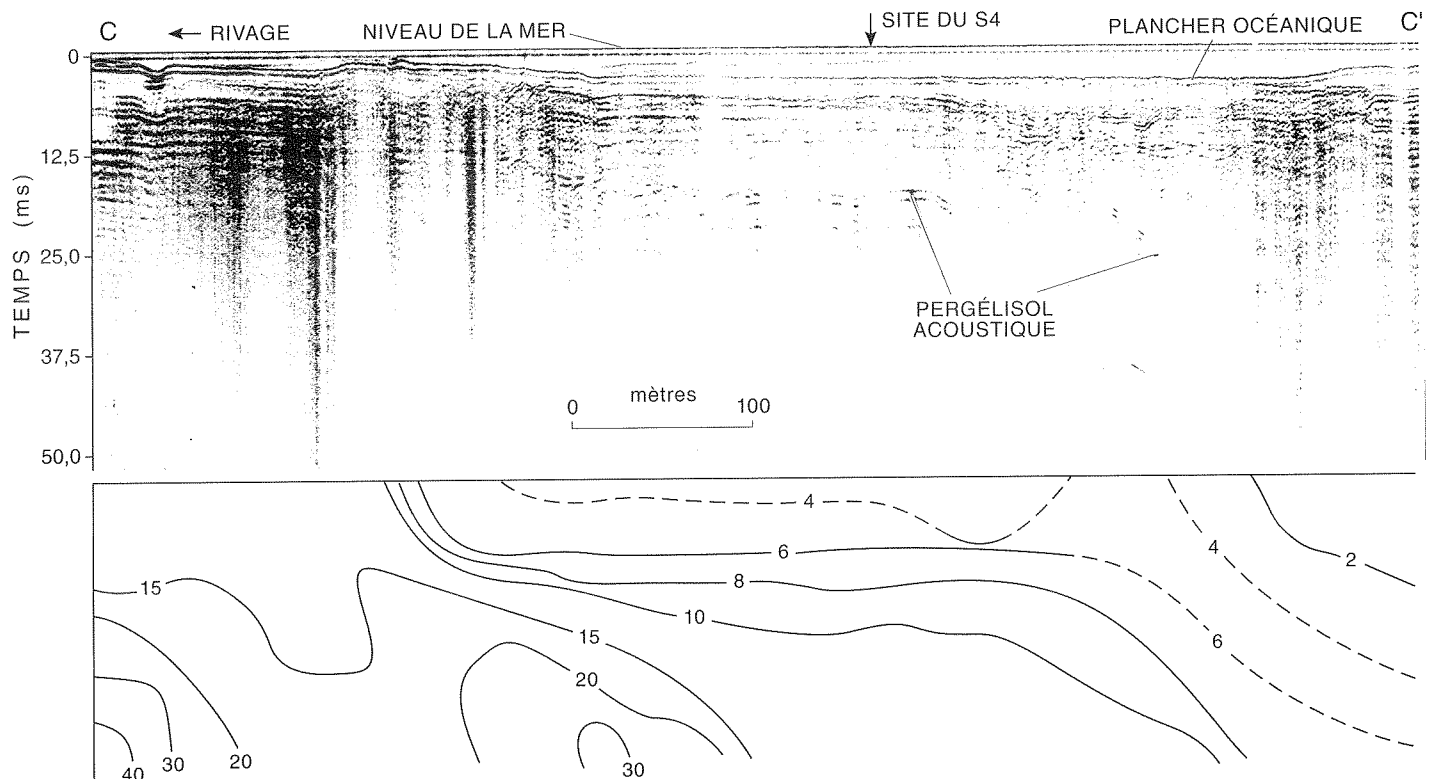 C
← RIVAGE
NIVEAU DE LA MER
SITE DU S4
PLANCHER OCÉANIQUE
C'
0
12,5
25,0
37,5
50,0
TEMPS (ms)
PERGÉLISOL
ACOUSTIQUE
mètres
0 100
4
6
8
10
15
20
30
15
20
30
40
4
6
2